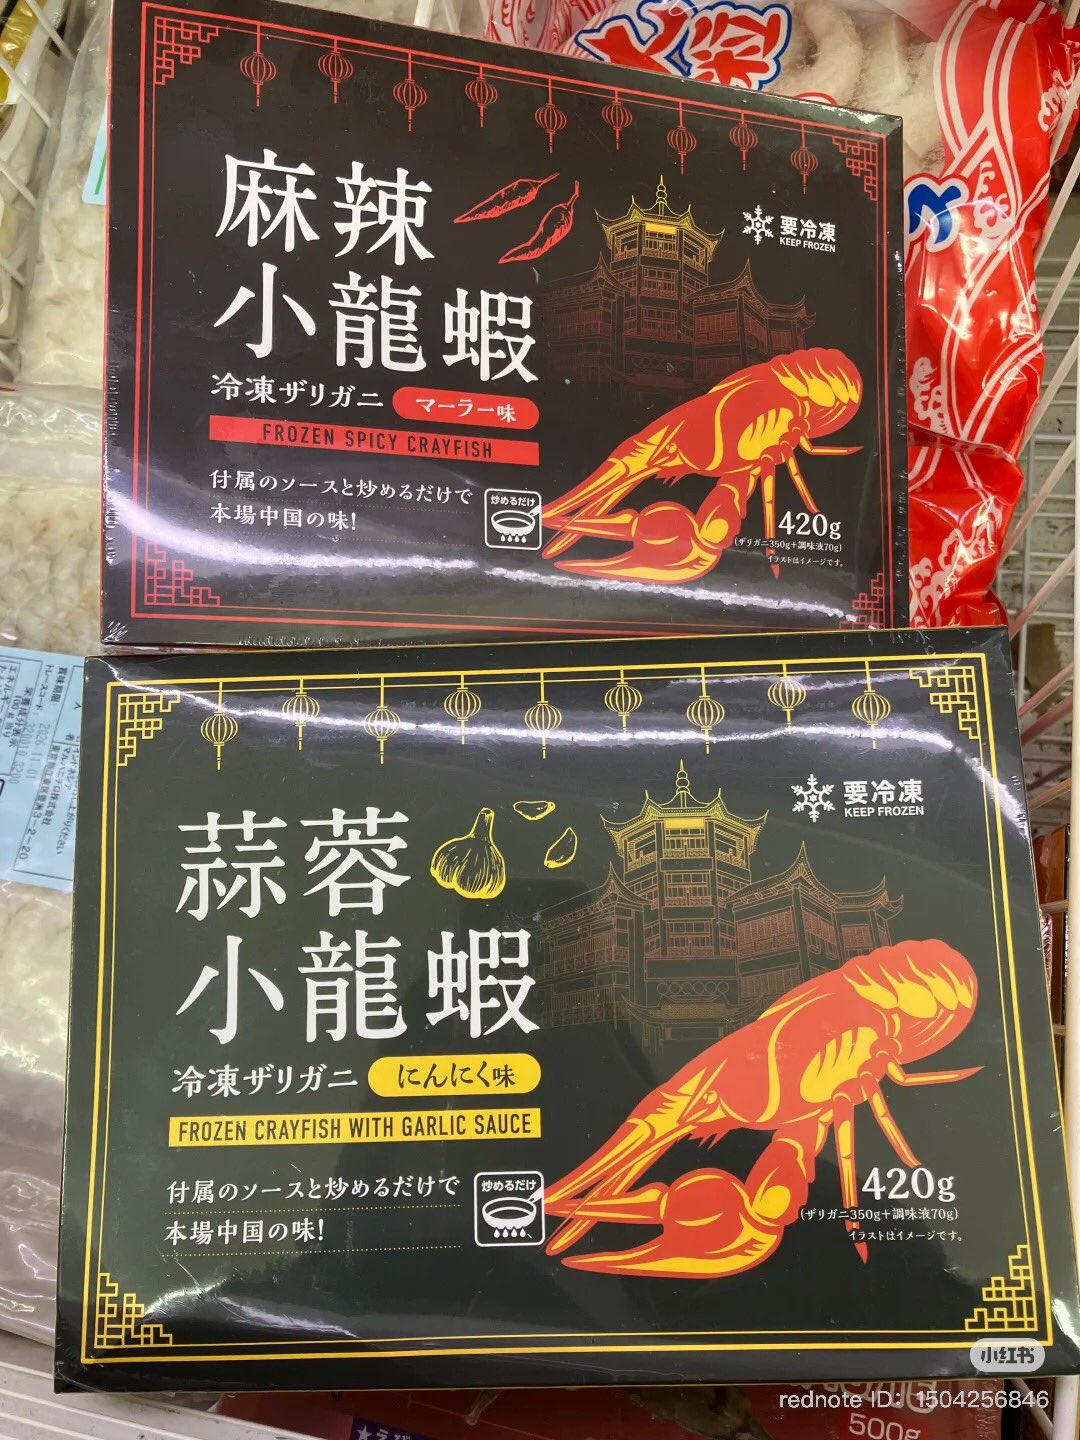 大粒
麻辣
小龍蝦
要冷凍
KEEP FROZEN
冷凍ザリガニ マーラー味
FROZEN SPICY CRAYFISH
付属のソースと炒めるだけで
本場中国の味!
炒めるだけ
420g
(ザリガニ350g+調味液70g)
イラストはイメージです。
蒜蓉
小龍蝦
要冷凍
KEEP FROZEN
冷凍ザリガニ にんにく味
FROZEN CRAYFISH WITH GARLIC SAUCE
付属のソースと炒めるだけで
本場中国の味!
炒めるだけ
420g
(ザリガニ350g+調味液70g)
イラストはイメージです。
小红书
rednote ID: 1504256846
500g